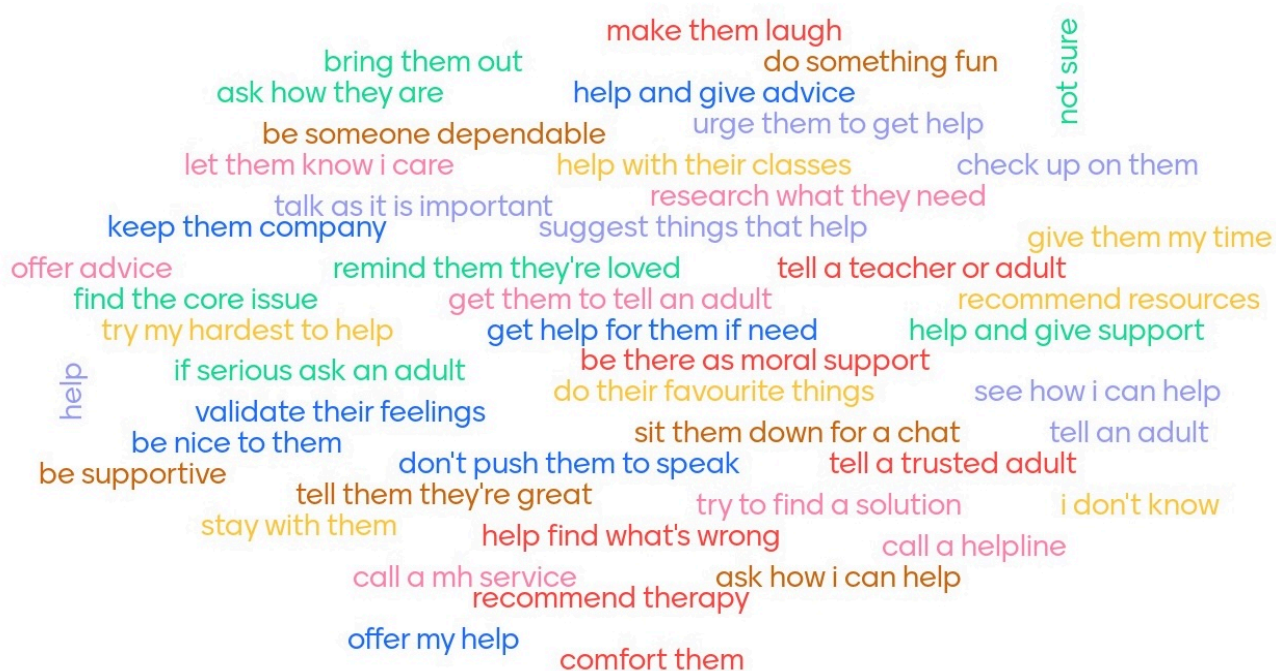 make them laugh
not sure
bring them out
do something fun
ask how they are
help and give advice
urge them to get help
be someone dependable
let them know i care
help with their classes
check up on them
research what they need
talk as it is important
keep them company
suggest things that help
give them my time
offer advice
remind them they're loved
tell a teacher or adult
find the core issue
get them to tell an adult
recommend resources
try my hardest to help
get help for them if need
help and give support
be there as moral support
help
if serious ask an adult
do their favourite things
see how i can help
validate their feelings
be nice to them
sit them down for a chat
tell an adult
be supportive
don't push them to speak
tell a trusted adult
tell them they're great
try to find a solution
i don't know
stay with them
help find what's wrong
call a helpline
call a mh service
ask how i can help
recommend therapy
offer my help
comfort them